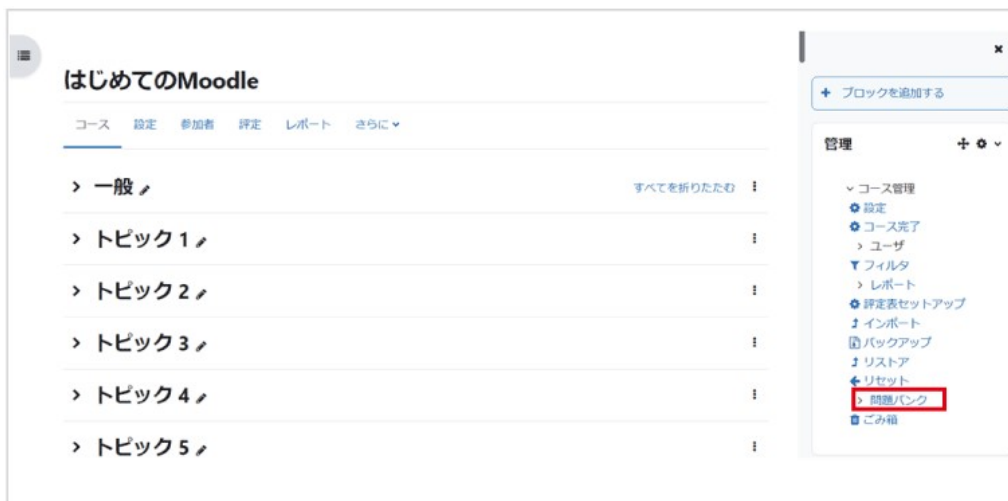 はじめてのMoodle
コース 設定 参加者 評定 レポート さらに
一般
すべてを折りたたむ
トピック 1
トピック 2
トピック 3
トピック 4
トピック 5
ブロックを追加する
管理
コース管理
設定
コース完了
ユーザ
フィルタ
レポート
評定表セットアップ
インポート
バックアップ
リストア
リセット
問題バンク
ごみ箱